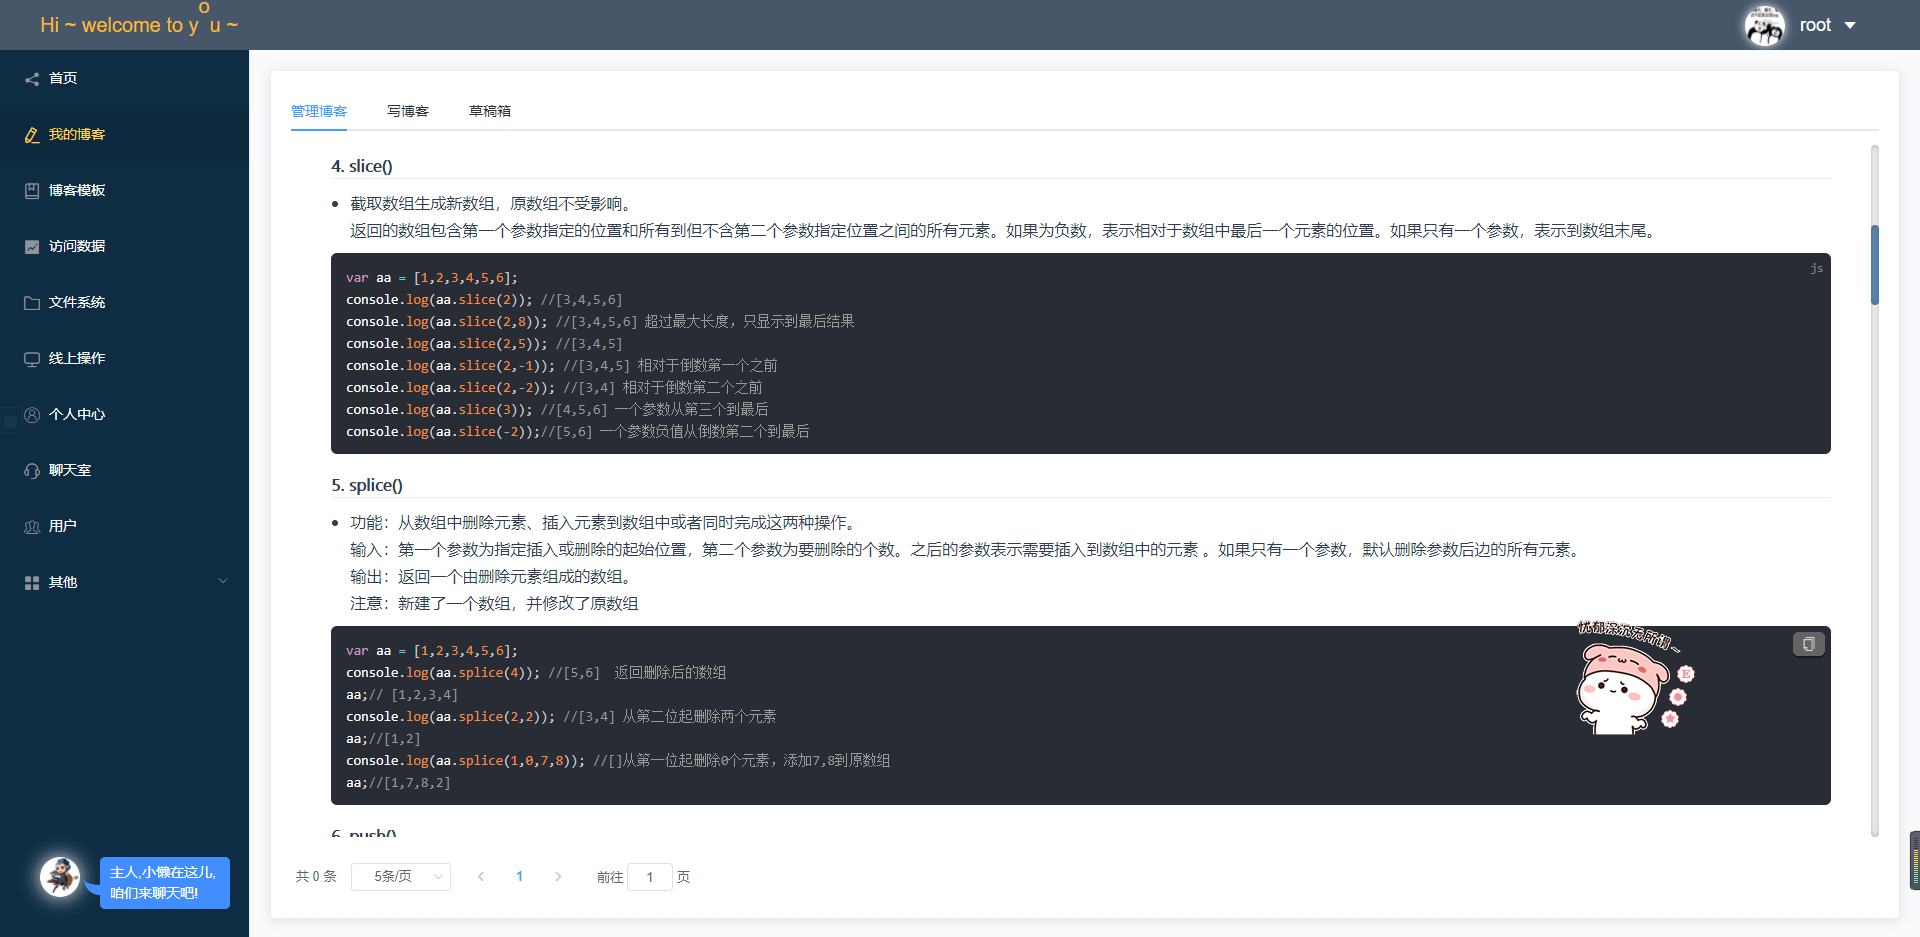 Hi ~ welcome to you ~
root
首页
我的博客
博客模板
访问数据
文件系统
线上操作
个人中心
聊天室
用户
其他
主人,小懒在这儿,
咱们来聊天吧!
管理博客 写博客 草稿箱
4. slice()
• 截取数组生成新数组，原数组不受影响。
返回的数组包含第一个参数指定的位置和所有到但不含第二个参数指定位置之间的所有元素。如果为负数，表示相对于数组中最后一个元素的位置。如果只有一个参数，表示到数组末尾。
js
var aa = [1,2,3,4,5,6];
console.log(aa.slice(2)); //[3,4,5,6]
console.log(aa.slice(2,8)); //[3,4,5,6] 超过最大长度，只显示到最后结果
console.log(aa.slice(2,5)); //[3,4,5]
console.log(aa.slice(2,-1)); //[3,4,5] 相对于倒数第一个之前
console.log(aa.slice(2,-2)); //[3,4] 相对于倒数第二个之前
console.log(aa.slice(3)); //[4,5,6] 一个参数从第三个到最后
console.log(aa.slice(-2));//[5,6] 一个参数负值从倒数第二个到最后
5. splice()
• 功能：从数组中删除元素、插入元素到数组中或者同时完成这两种操作。
输入：第一个参数为指定插入或删除的起始位置，第二个参数为要删除的个数。之后的参数表示需要插入到数组中的元素 。如果只有一个参数，默认删除参数后边的所有元素。
输出：返回一个由删除元素组成的数组。
注意：新建了一个数组，并修改了原数组
var aa = [1,2,3,4,5,6];
console.log(aa.splice(4)); //[5,6]  返回删除后的数组
aa;// [1,2,3,4]
console.log(aa.splice(2,2)); //[3,4] 从第二位起删除两个元素
aa;//[1,2]
console.log(aa.splice(1,0,7,8)); //[]从第一位起删除0个元素，添加7,8到原数组
aa;//[1,7,8,2]
忧郁深沉无所谓~
E
6. push()
共 0 条 5条/页 1 前往 1 页